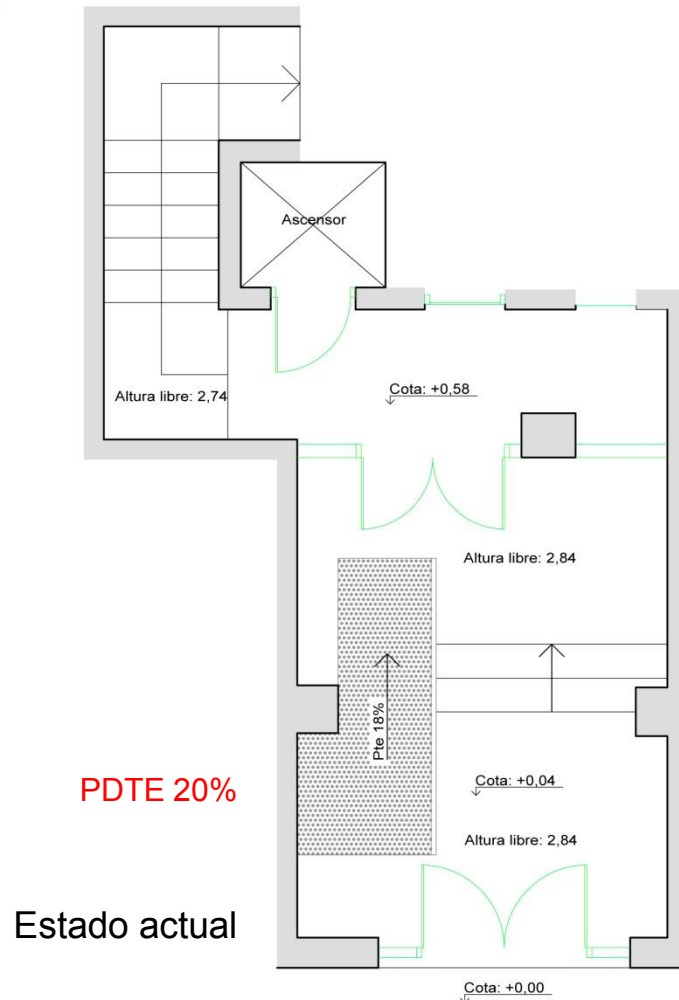 Ascensor
Altura libre: 2,74
Cota: +0,58
Altura libre: 2,84
Pte 18%
PDTE 20%
Cota: +0,04
Altura libre: 2,84
Estado actual
Cota: +0,00